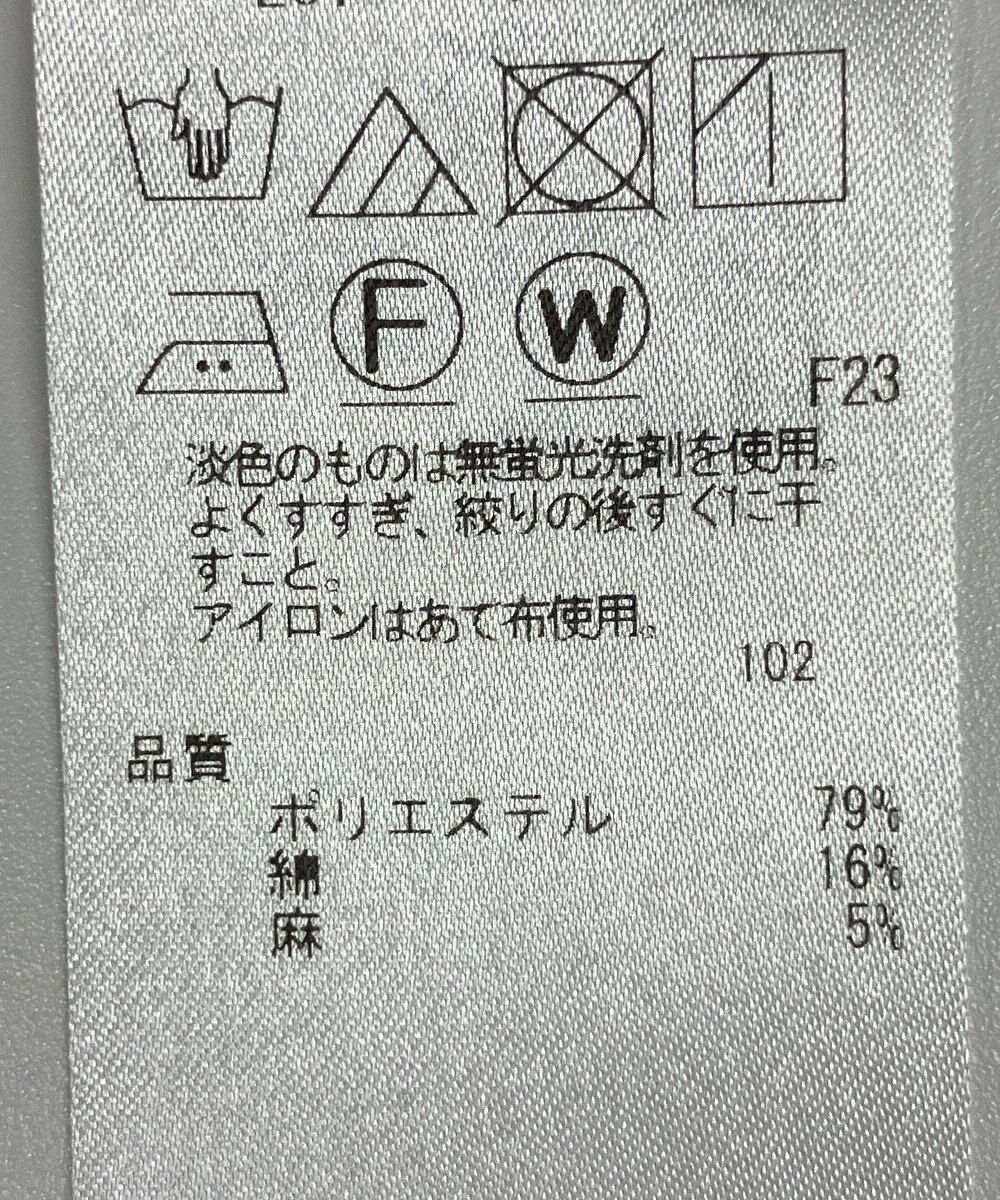 F
W
F23
淡色のものは無蛍光洗剤を使用。
よくすすぎ、絞りの後すぐに干
すこと。
アイロンはあて布使用。
102
品質
ポリエステル 79%
綿 16%
麻 5%